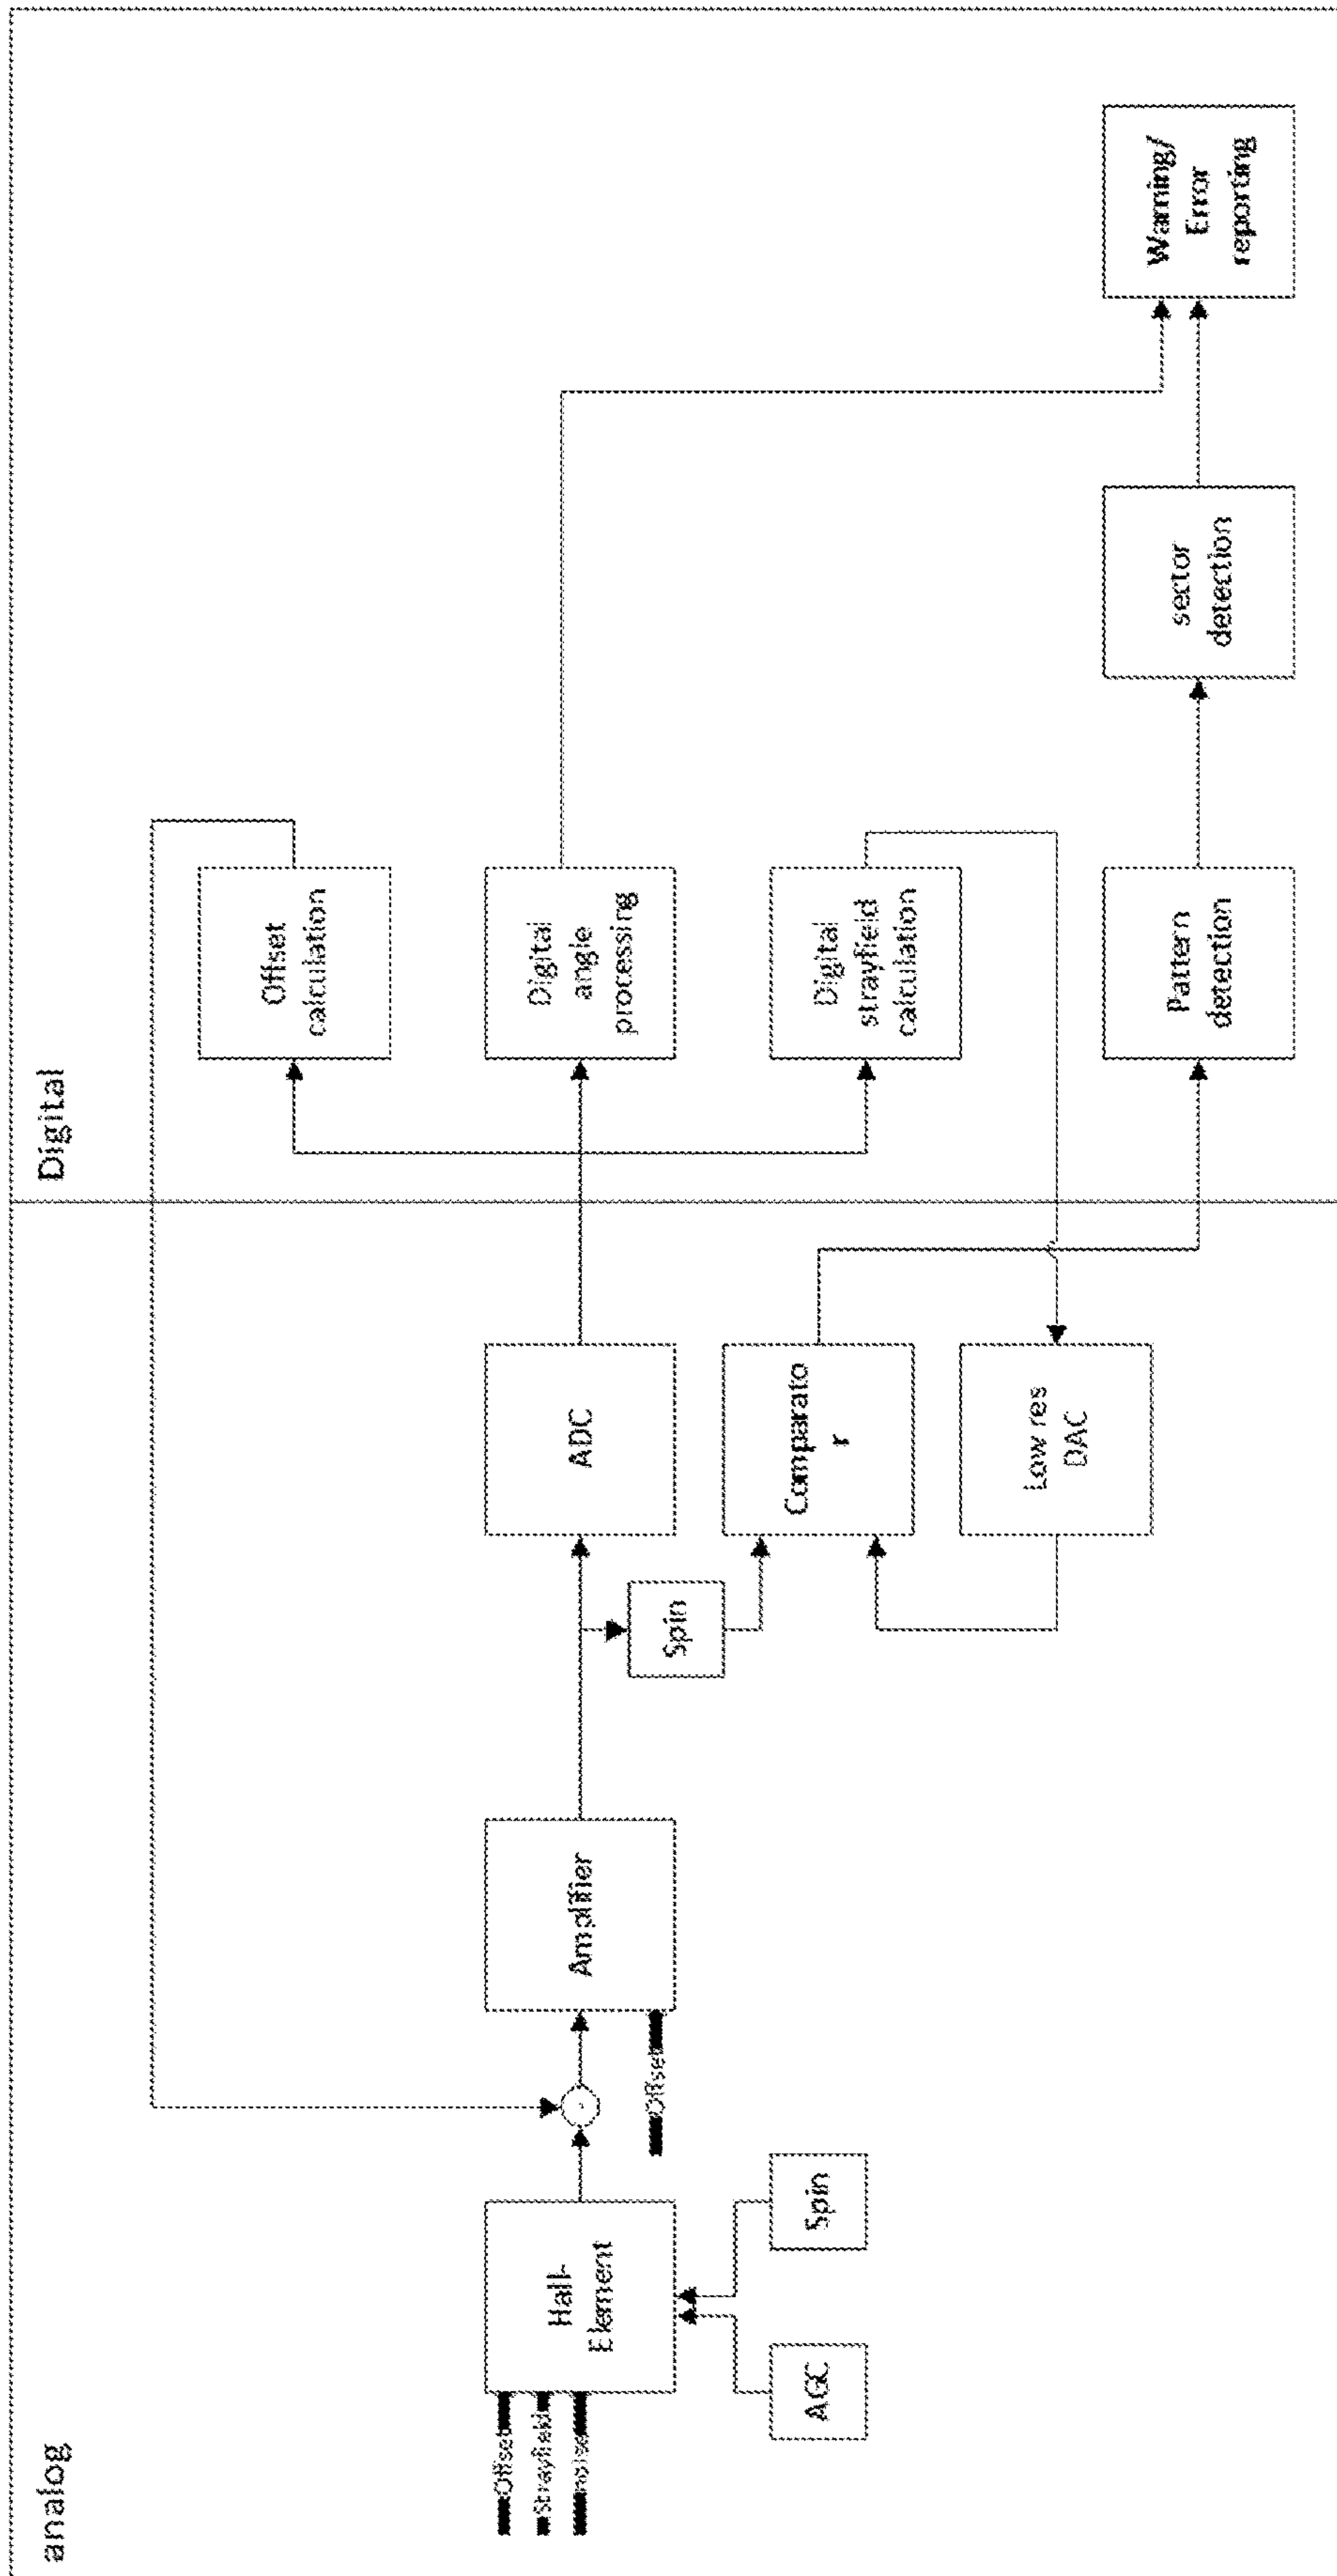 analog
Digital
Offset
Strayfield
noise
Hall-
Element
AGC
Spin
Offset
Amplifier
Spin
ADC
Comparato
r
Low res
DAC
Offset
calculation
Digital
angle
processing
Digital
strayfield
calculation
Pattern
detection
sector
detection
Warning/
Error
reporting